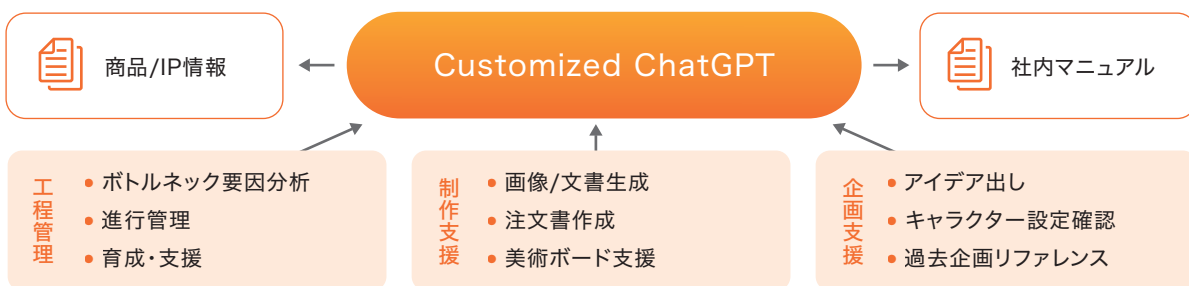 商品/IP情報
Customized ChatGPT
社内マニュアル
工程管理
• ボトルネック要因分析
• 進行管理
• 育成・支援
制作支援
• 画像/文書生成
• 注文書作成
• 美術ボード支援
企画支援
• アイデア出し
• キャラクター設定確認
• 過去企画リファレンス